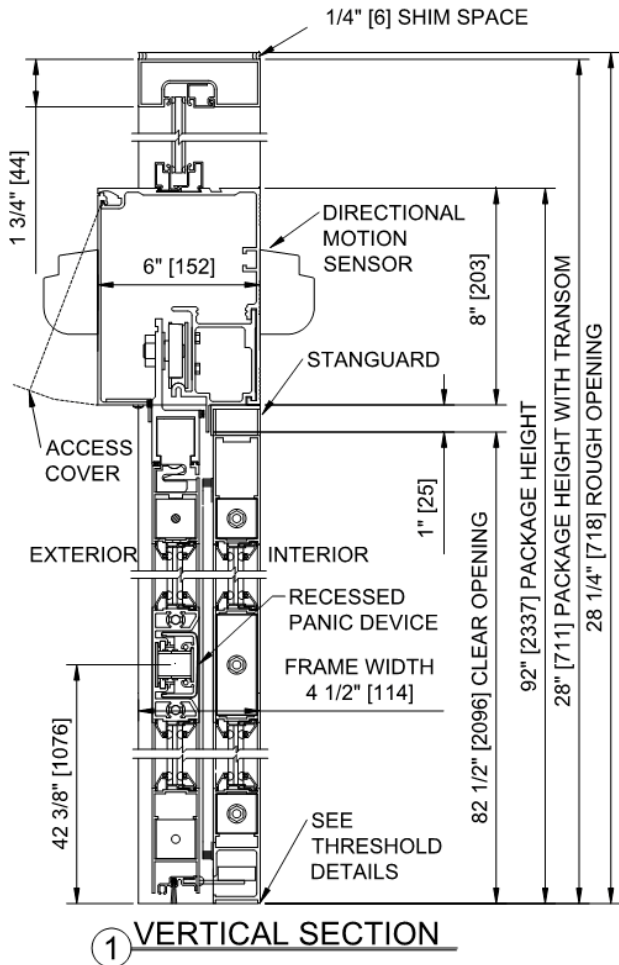 1/4" [6] SHIM SPACE
1 3/4" [44]
DIRECTIONAL
MOTION
SENSOR
6" [152]
8" [203]
STANGUARD
ACCESS
COVER
1" [25]
EXTERIOR
INTERIOR
RECESSED
PANIC DEVICE
FRAME WIDTH
4 1/2" [114]
42 3/8" [1076]
82 1/2" [2096] CLEAR OPENING
92" [2337] PACKAGE HEIGHT
28" [711] PACKAGE HEIGHT WITH TRANSOM
28 1/4" [718] ROUGH OPENING
SEE
THRESHOLD
DETAILS
1 VERTICAL SECTION